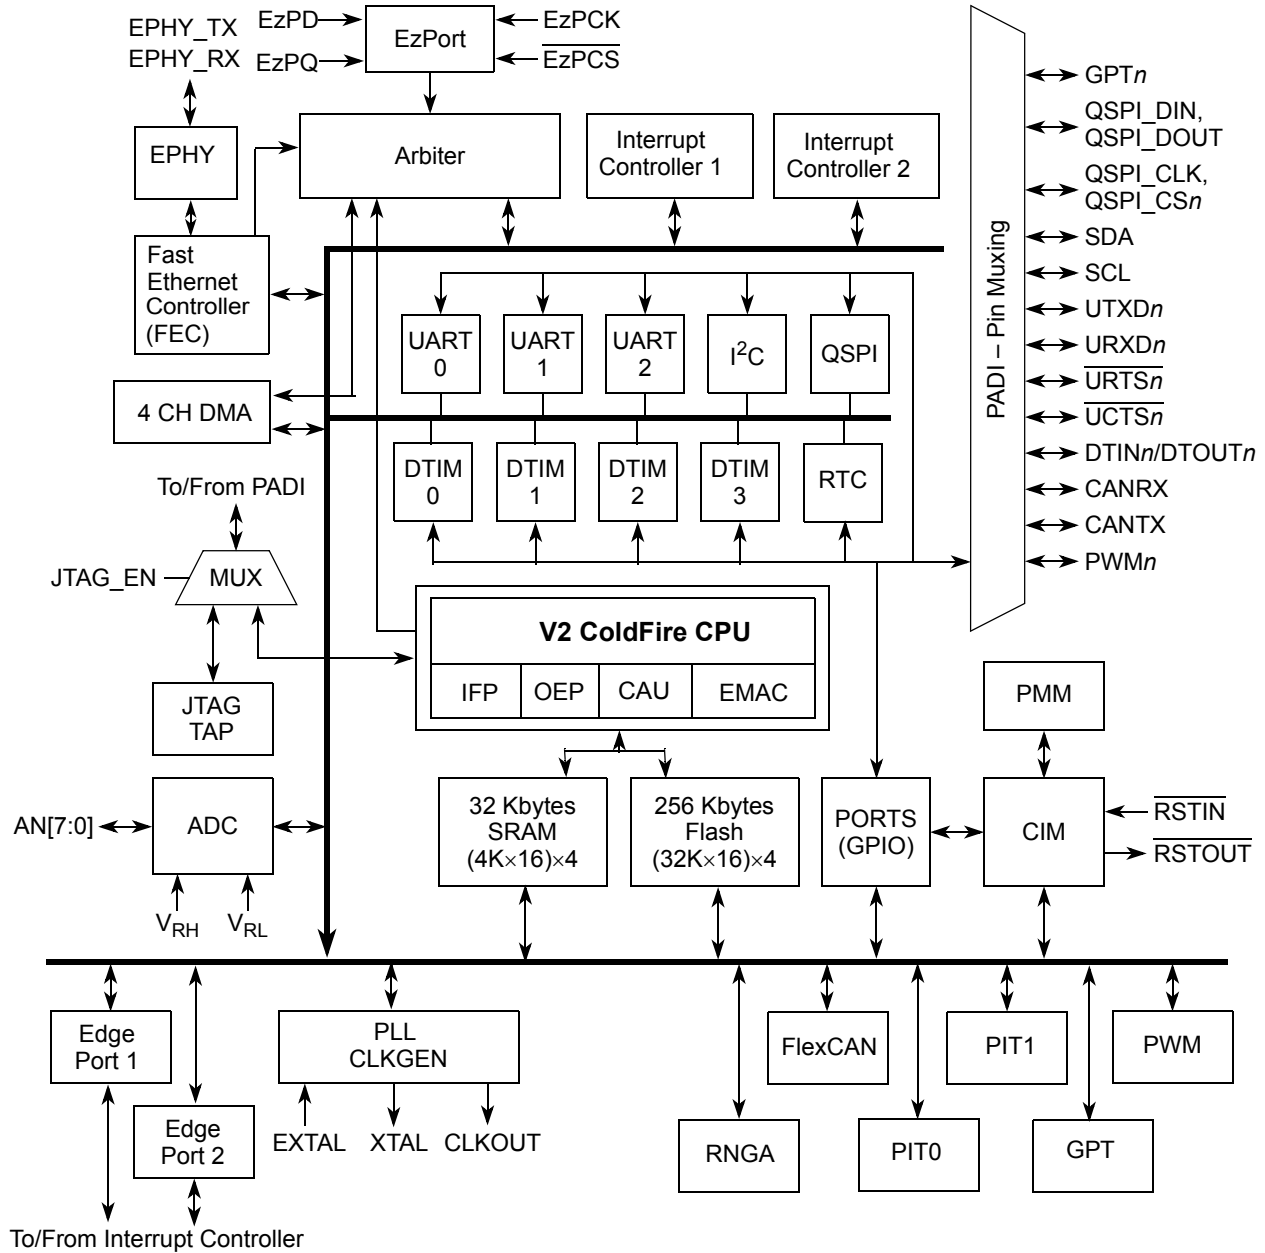 EPHY_TX
EPHY_RX
EzPD
EzPQ
EzPort
EzPCK
EzPCS
EPHY
Arbiter
Interrupt
Controller 1
Interrupt
Controller 2
Fast
Ethernet
Controller
(FEC)
4 CH DMA
UART
0
UART
1
UART
2
I2C
QSPI
DTIM
0
DTIM
1
DTIM
2
DTIM
3
RTC
PADI – Pin Muxing
GPTn
QSPI_DIN,
QSPI_DOUT
QSPI_CLK,
QSPI_CSn
SDA
SCL
UTXDn
URXDn
URTSn
UCTSn
DTINn/DTOUTn
CANRX
CANTX
PWMn
To/From PADI
JTAG_EN
MUX
JTAG
TAP
V2 ColdFire CPU
IFP
OEP
CAU
EMAC
PMM
AN[7:0]
ADC
VRH
VRL
32 Kbytes
SRAM
(4K×16)×4
256 Kbytes
Flash
(32K×16)×4
PORTS
(GPIO)
CIM
RSTIN
RSTOUT
Edge
Port 1
Edge
Port 2
To/From Interrupt Controller
PLL
CLKGEN
EXTAL
XTAL
CLKOUT
RNGA
FlexCAN
PIT0
PIT1
GPT
PWM